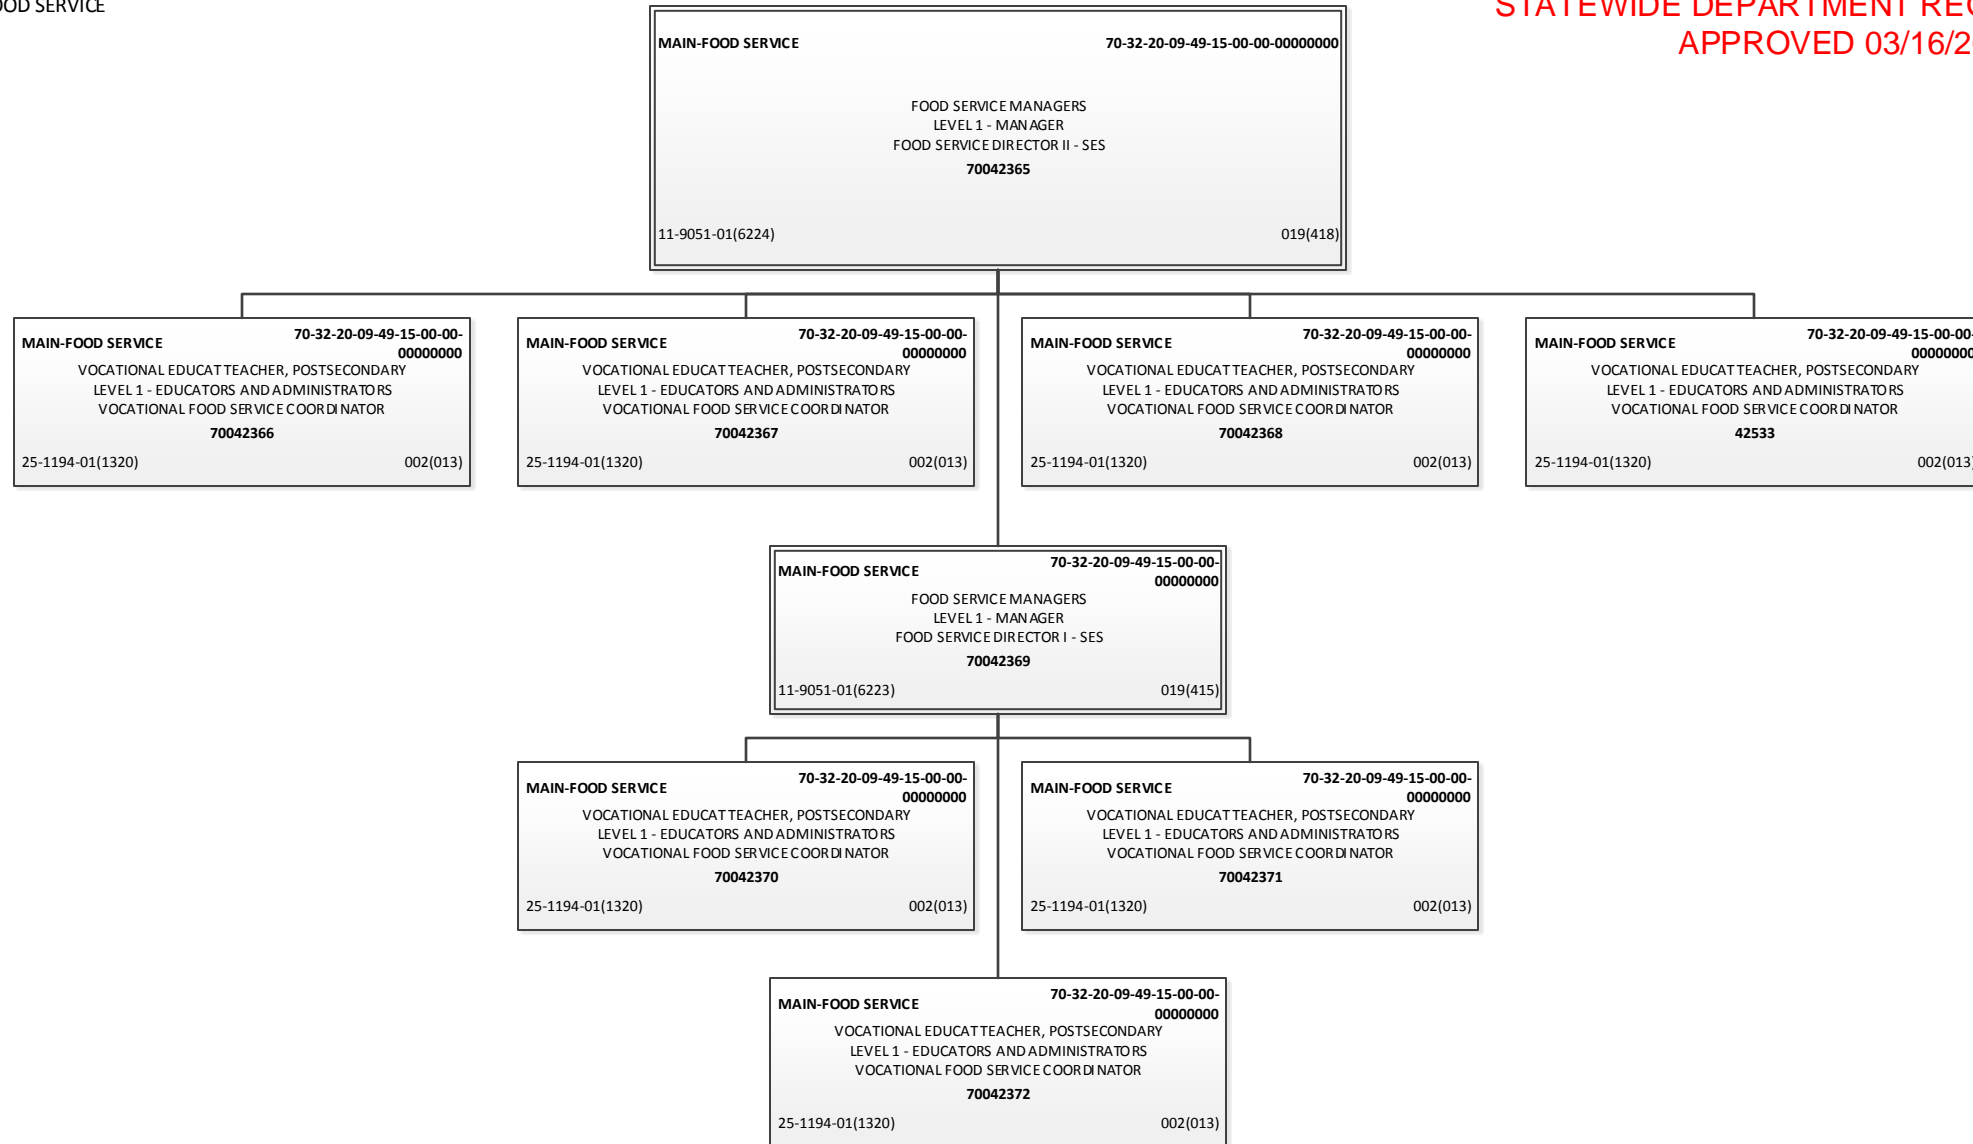 SERVICE
STATEWIDE DEPARTMENT
APPROVED
MAIN-FOOD SERVICE 70-32-20-09-49-15-00-00-00000000
FOOD SERVICE MANAGERS
LEVEL 1 - MANAGER
FOOD SERVICE DIRECTOR II - SES
70042365
11-9051-01(6224) 019(418)
MAIN-FOOD SERVICE 70-32-20-09-49-15-00-00-
00000000
VOCATIONAL EDUCAT TEACHER, POSTSECONDARY
LEVEL 1 - EDUCATORS AND ADMINISTRATORS
VOCATIONAL FOOD SERVICE COORDINATOR
70042366
25-1194-01(1320) 002(013)
MAIN-FOOD SERVICE 70-32-20-09-49-15-00-00-
00000000
VOCATIONAL EDUCAT TEACHER, POSTSECONDARY
LEVEL 1 - EDUCATORS AND ADMINISTRATORS
VOCATIONAL FOOD SERVICE COORDINATOR
70042367
25-1194-01(1320) 002(013)
MAIN-FOOD SERVICE 70-32-20-09-49-15-00-00-
00000000
VOCATIONAL EDUCAT TEACHER, POSTSECONDARY
LEVEL 1 - EDUCATORS AND ADMINISTRATORS
VOCATIONAL FOOD SERVICE COORDINATOR
70042368
25-1194-01(1320) 002(013)
MAIN-FOOD SERVICE 70-32-20-09-49-15-00-00-
00000000
VOCATIONAL EDUCAT TEACHER, POSTSECONDARY
LEVEL 1 - EDUCATORS AND ADMINISTRATORS
VOCATIONAL FOOD SERVICE COORDINATOR
42533
25-1194-01(1320) 002(013)
MAIN-FOOD SERVICE 70-32-20-09-49-15-00-00-
00000000
FOOD SERVICE MANAGERS
LEVEL 1 - MANAGER
FOOD SERVICE DIRECTOR I - SES
70042369
11-9051-01(6223) 019(415)
MAIN-FOOD SERVICE 70-32-20-09-49-15-00-00-
00000000
VOCATIONAL EDUCAT TEACHER, POSTSECONDARY
LEVEL 1 - EDUCATORS AND ADMINISTRATORS
VOCATIONAL FOOD SERVICE COORDINATOR
70042370
25-1194-01(1320) 002(013)
MAIN-FOOD SERVICE 70-32-20-09-49-15-00-00-
00000000
VOCATIONAL EDUCAT TEACHER, POSTSECONDARY
LEVEL 1 - EDUCATORS AND ADMINISTRATORS
VOCATIONAL FOOD SERVICE COORDINATOR
70042371
25-1194-01(1320) 002(013)
MAIN-FOOD SERVICE 70-32-20-09-49-15-00-00-
00000000
VOCATIONAL EDUCAT TEACHER, POSTSECONDARY
LEVEL 1 - EDUCATORS AND ADMINISTRATORS
VOCATIONAL FOOD SERVICE COORDINATOR
70042372
25-1194-01(1320) 002(013)